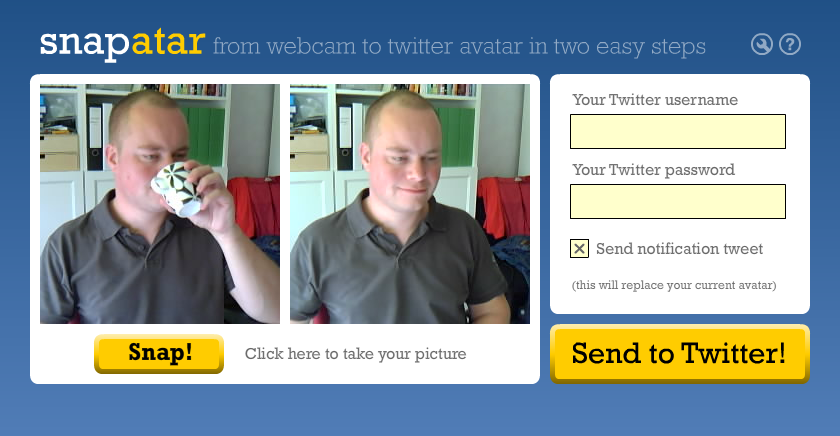 snapatar from webcam to twitter avatar in two easy steps
Your Twitter username
Your Twitter password
Send notification tweet
(this will replace your current avatar)
Snap!
Click here to take your picture
Send to Twitter!